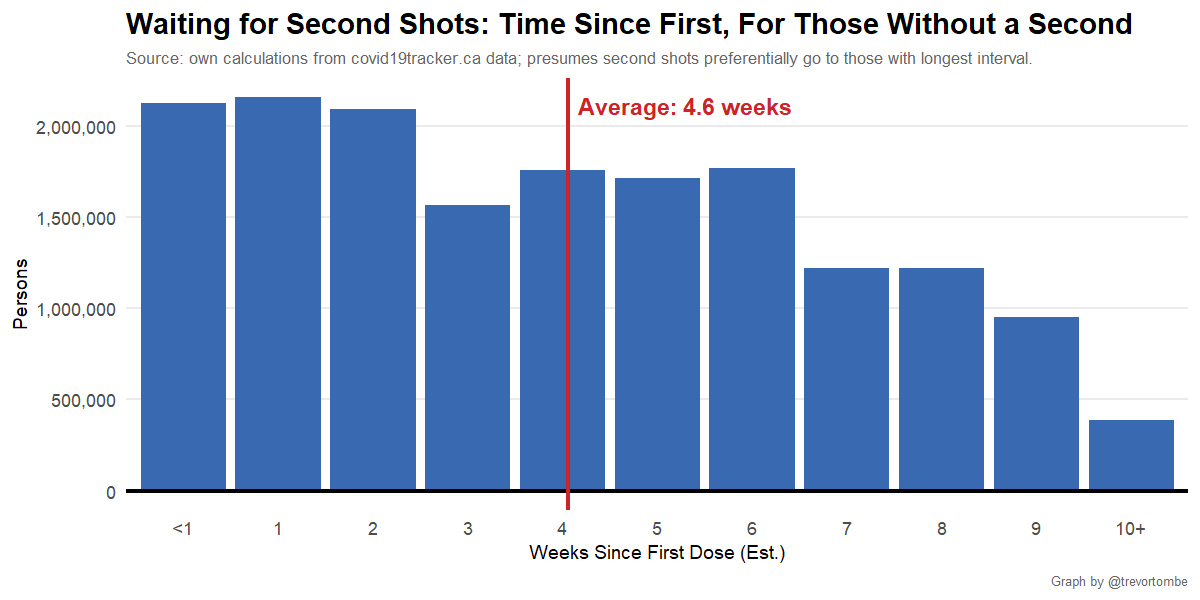 Waiting for Second Shots: Time Since First, For Those Without a Second
Source: own calculations from covid19tracker.ca data; presumes second shots preferentially go to those with longest interval.
Average: 4.6 weeks
2,000,000
1,500,000
1,000,000
500,000
0
Persons
<1 1 2 3 4 5 6 7 8 9 10+
Weeks Since First Dose (Est.)
Graph by @trevortombe